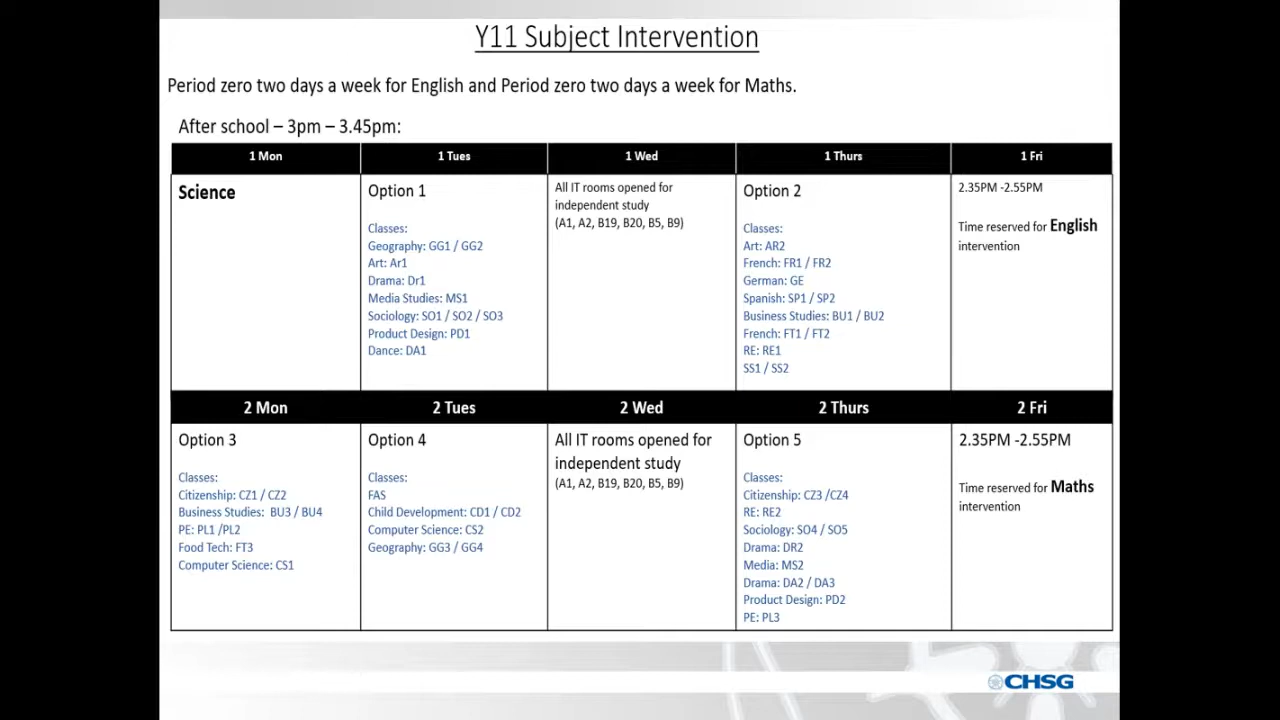 Y11 Subject Intervention
Period zero two days a week for English and Period zero two days a week for Maths.
After school – 3pm – 3.45pm:
1 Mon
1 Tues
1 Wed
1 Thurs
1 Fri
Science
Option 1
Classes:
Geography: GG1 / GG2
Art: Ar1
Drama: Dr1
Media Studies: MS1
Sociology: SO1 / SO2 / SO3
Product Design: PD1
Dance: DA1
All IT rooms opened for
independent study
(A1, A2, B19, B20, B5, B9)
Option 2
Classes:
Art: AR2
French: FR1 / FR2
German: GE
Spanish: SP1 / SP2
Business Studies: BU1 / BU2
French: FT1 / FT2
RE: RE1
SS1 / SS2
2.35PM -2.55PM
Time reserved for English
intervention
2 Mon
2 Tues
2 Wed
2 Thurs
2 Fri
Option 3
Classes:
Citizenship: CZ1 / CZ2
Business Studies:  BU3 / BU4
PE: PL1 /PL2
Food Tech: FT3
Computer Science: CS1
Option 4
Classes:
FAS
Child Development: CD1 / CD2
Computer Science: CS2
Geography: GG3 / GG4
All IT rooms opened for
independent study
(A1, A2, B19, B20, B5, B9)
Option 5
Classes:
Citizenship: CZ3 /CZ4
RE: RE2
Sociology: SO4 / SO5
Drama: DR2
Media: MS2
Drama: DA2 / DA3
Product Design: PD2
PE: PL3
2.35PM -2.55PM
Time reserved for Maths
intervention
CHSG